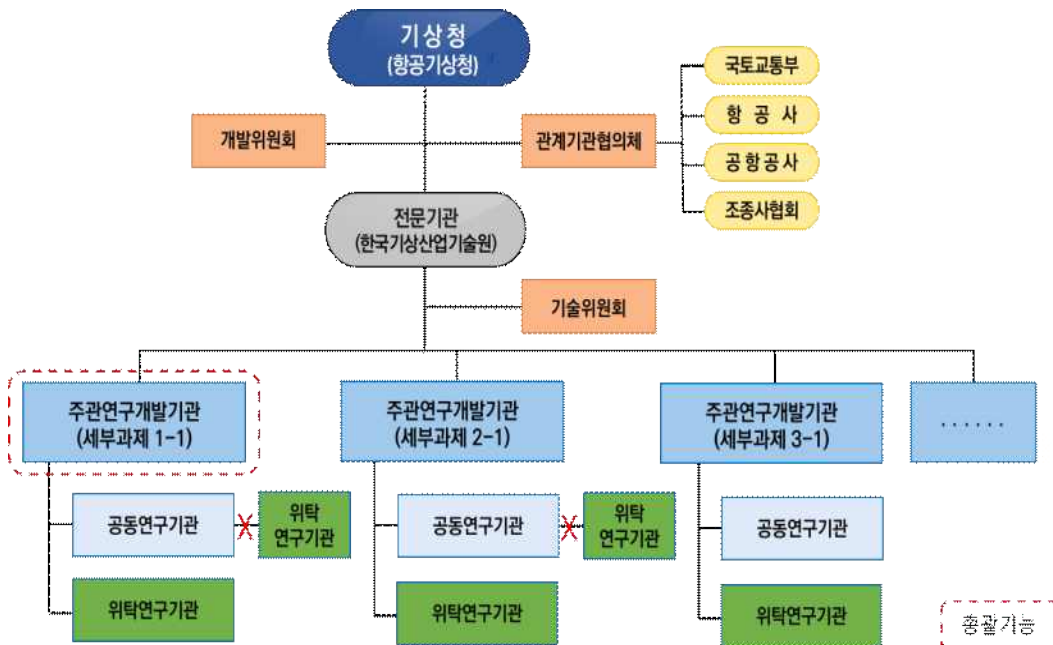 기상청
(항공기상청)
국토교통부
항 공 사
공항공사
조종사협회
개발위원회
관계기관협의체
전문기관
(한국기상산업기술원)
기술위원회
주관연구개발기관
(세부과제 1-1)
주관연구개발기관
(세부과제 2-1)
주관연구개발기관
(세부과제 3-1)
······
공동연구기관
위탁
연구기관
공동연구기관
위탁
연구기관
공동연구기관
위탁연구기관
위탁연구기관
위탁연구기관
총괄기능